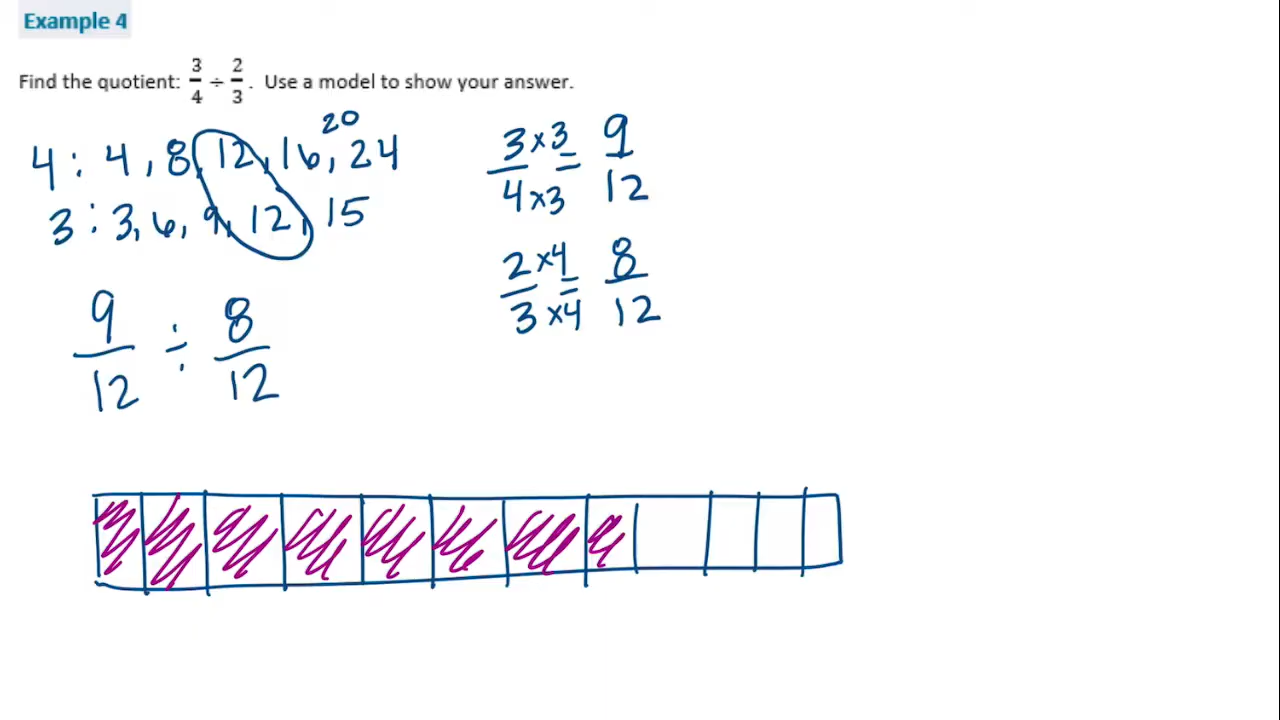 Example 4
Find the quotient: 3/4 ÷ 2/3. Use a model to show your answer.
20
4: 4, 8, 12, 16, 24
3: 3, 6, 9, 12, 15
3×3/4×3 = 9/12
2×4/3×4 = 8/12
9/12 ÷ 8/12